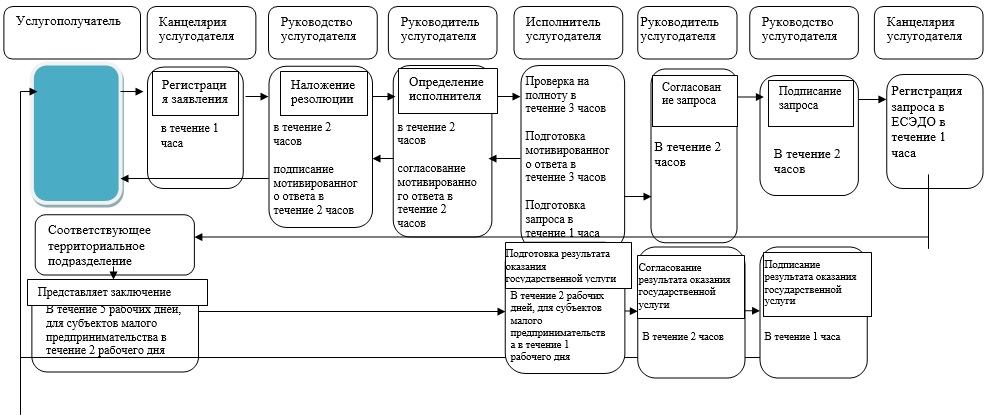 Услугополучатель
Канцелярия
услугодателя
Руководство
услугодателя
Руководитель
услугодателя
Исполнитель
услугодателя
Руководитель
услугодателя
Руководство
услугодателя
Канцелярия
услугодателя
Регистраци
я заявления
в течение 1
часа
Наложение
резолюции
в течение 2
часов
подписание
мотивированног
о ответа в
течение 2 часов
Определение
исполнителя
в течение 2
часов
согласование
мотивированно
го ответа в
течение 2
часов
Проверка на
полноту в
течение 3 часов
Подготовка
мотивированног
о ответа в
течение 3 часов
Подготовка
запроса в
течение 1 часа
Согласован
ие запроса
В течение 2
часов
Подписание
запроса
В течение 2
часов
Регистрация
запроса в
ЕСЭДО в
течение 1
часа
Соответствующее
территориальное
подразделение
Представляет заключение
В течение 5 рабочих дней,
для субъектов малого
предпринимательства в
течение 2 рабочего дня
Подготовка результата
оказания
государственной услуги
В течение 2 рабочих
дней, для субъектов
малого
предпринимательств
а в течение 1
рабочего дня
Согласование
результата оказания
государственной
услуги
В течение 2 часов
Подписание
результата оказания
государственной
услуги
В течение 1 часа